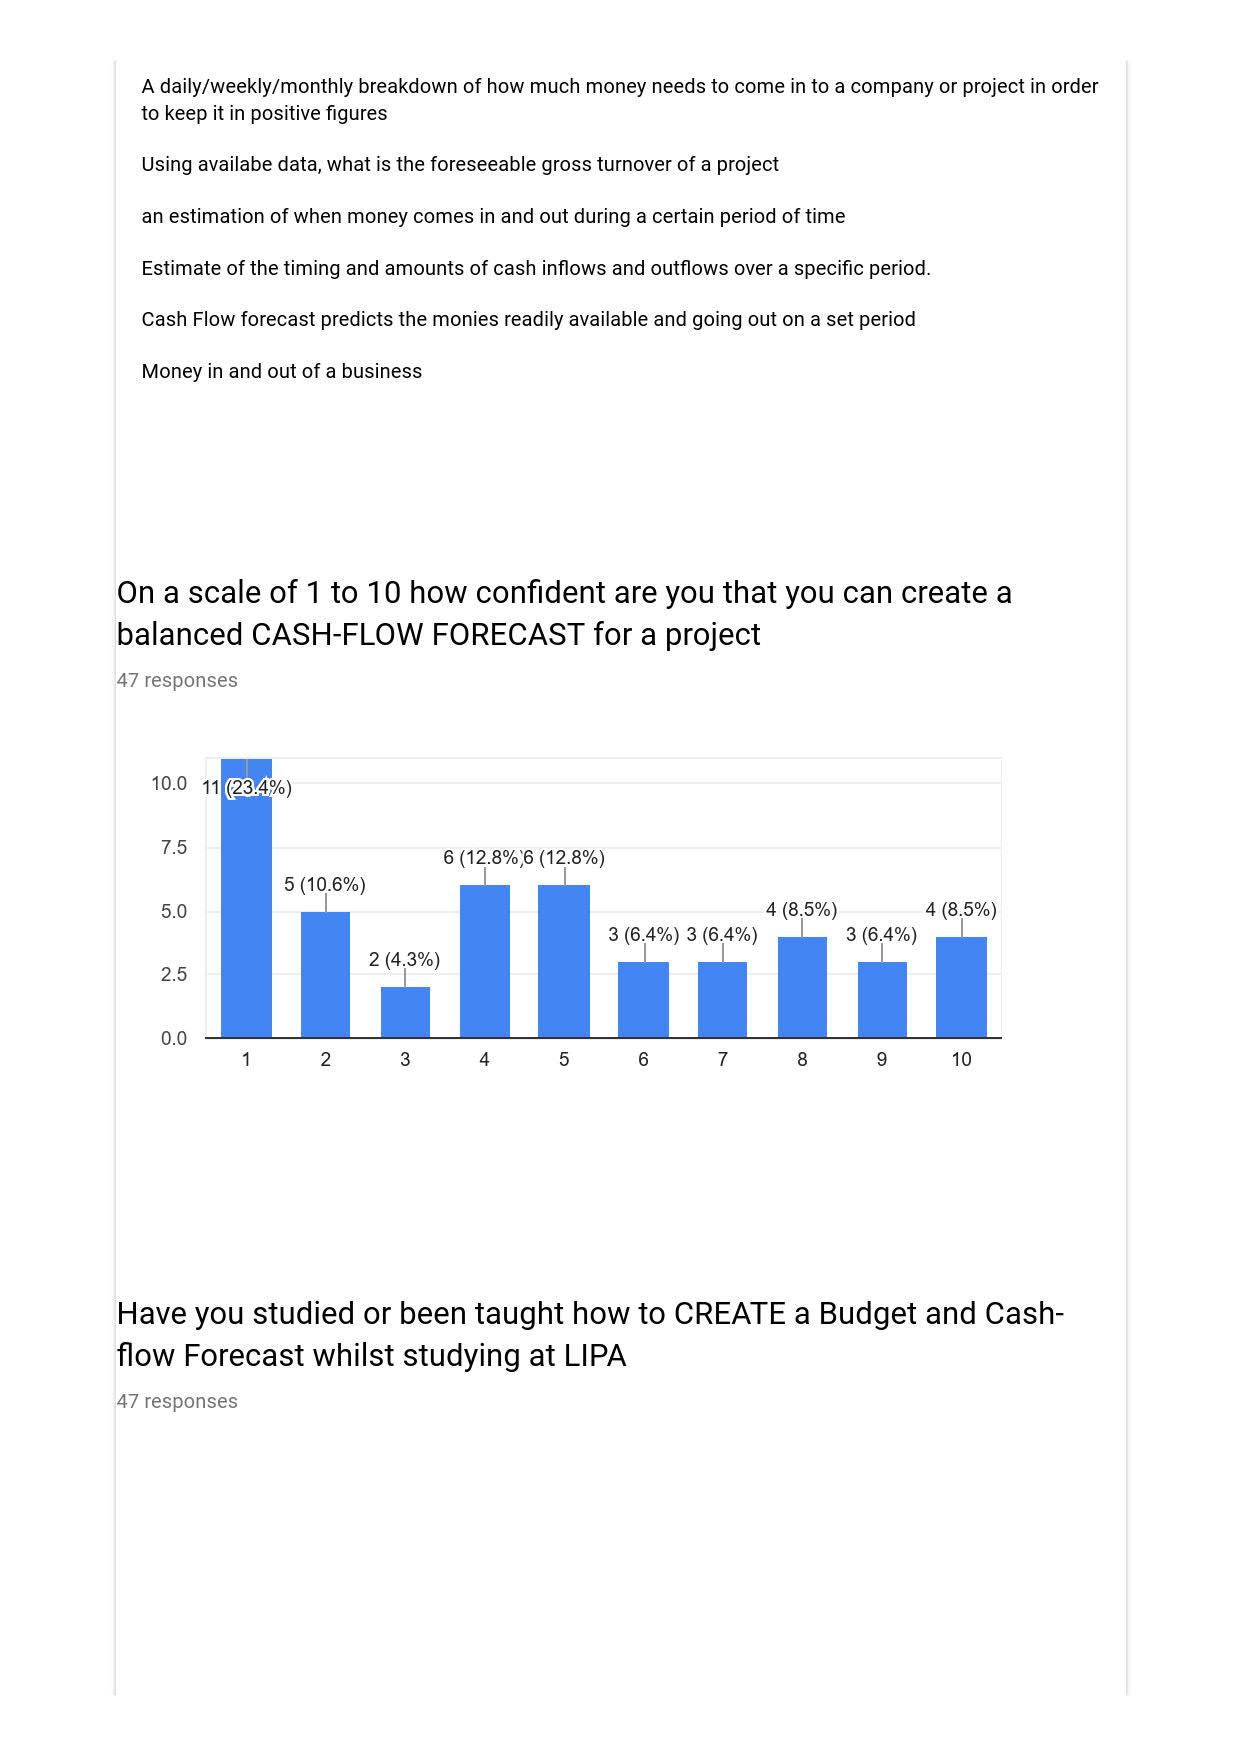 A daily/weekly/monthly breakdown of how much money needs to come in to a company or project in order
to keep it in positive figures
Using availabe data, what is the foreseeable gross turnover of a project
an estimation of when money comes in and out during a certain period of time
Estimate of the timing and amounts of cash inflows and outflows over a specific period.
Cash Flow forecast predicts the monies readily available and going out on a set period
Money in and out of a business
On a scale of 1 to 10 how confident are you that you can create a
balanced CASH-FLOW FORECAST for a project
47 responses
10.0
7.5
5.0
2.5
0.0
11 (23.4%)
5 (10.6%)
2 (4.3%)
6 (12.8%)
6 (12.8%)
3 (6.4%)
3 (6.4%)
4 (8.5%)
3 (6.4%)
4 (8.5%)
1 2 3 4 5 6 7 8 9 10
Have you studied or been taught how to CREATE a Budget and Cash-
flow Forecast whilst studying at LIPA
47 responses